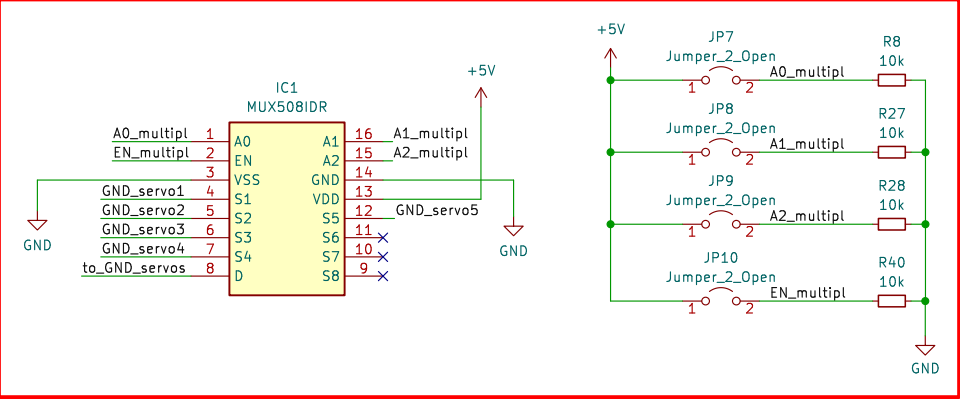 IC1
MUX508IDR
+5V
A0_multipl 1 A0 A1 16 A1_multipl
EN_multipl 2 EN A2 15 A2_multipl
3 VSS GND 14
GND_servo1 4 S1 VDD 13
GND_servo2 5 S2 S5 12 GND_servo5
GND_servo3 6 S3 S6 11
GND_servo4 7 S4 S7 10
to_GND_servos 8 D S8 9
GND
GND
+5V
JP7
Jumper_2_Open
1 2
A0_multipl
R8
10k
JP8
Jumper_2_Open
1 2
A1_multipl
R27
10k
JP9
Jumper_2_Open
1 2
A2_multipl
R28
10k
JP10
Jumper_2_Open
1 2
EN_multipl
R40
10k
GND